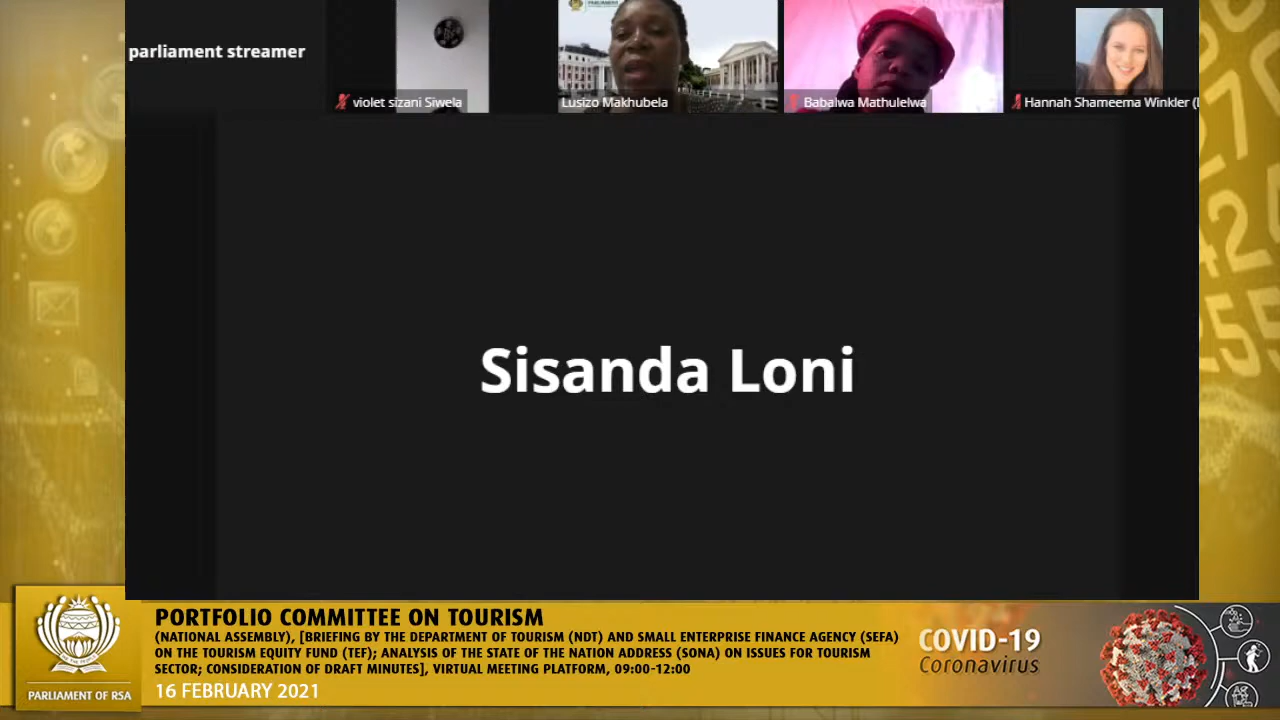 parliament streamer
violet sizani Siwela
Lusizo Makhubela
Babalwa Mathulelwa
Hannah Shameema Winkler (
Sisanda Loni
PORTFOLIO COMMITTEE ON TOURISM
(NATIONAL ASSEMBLY), [BRIEFING BY THE DEPARTMENT OF TOURISM (NDT) AND SMALL ENTERPRISE FINANCE AGENCY (SEFA)
ON THE TOURISM EQUITY FUND (TEF); ANALYSIS OF THE STATE OF THE NATION ADDRESS (SONA) ON ISSUES FOR TOURISM
SECTOR; CONSIDERATION OF DRAFT MINUTES], VIRTUAL MEETING PLATFORM, 09:00-12:00
16 FEBRUARY 2021
PARLIAMENT OF RSA
COVID-19
Coronavirus